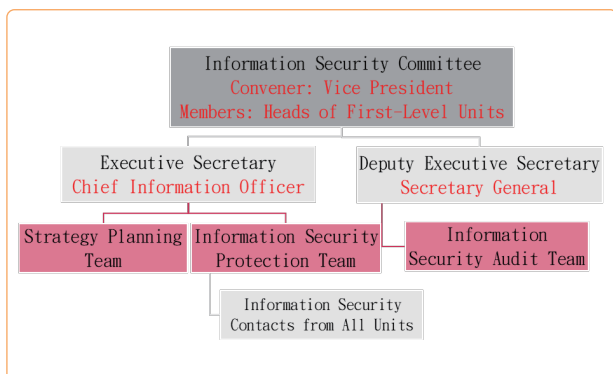 Information Security Committee
Convener: Vice President
Members: Heads of First-Level Units
Executive Secretary
Chief Information Officer
Deputy Executive Secretary
Secretary General
Strategy Planning
Team
Information Security
Protection Team
Information
Security Audit Team
Information Security
Contacts from All Units